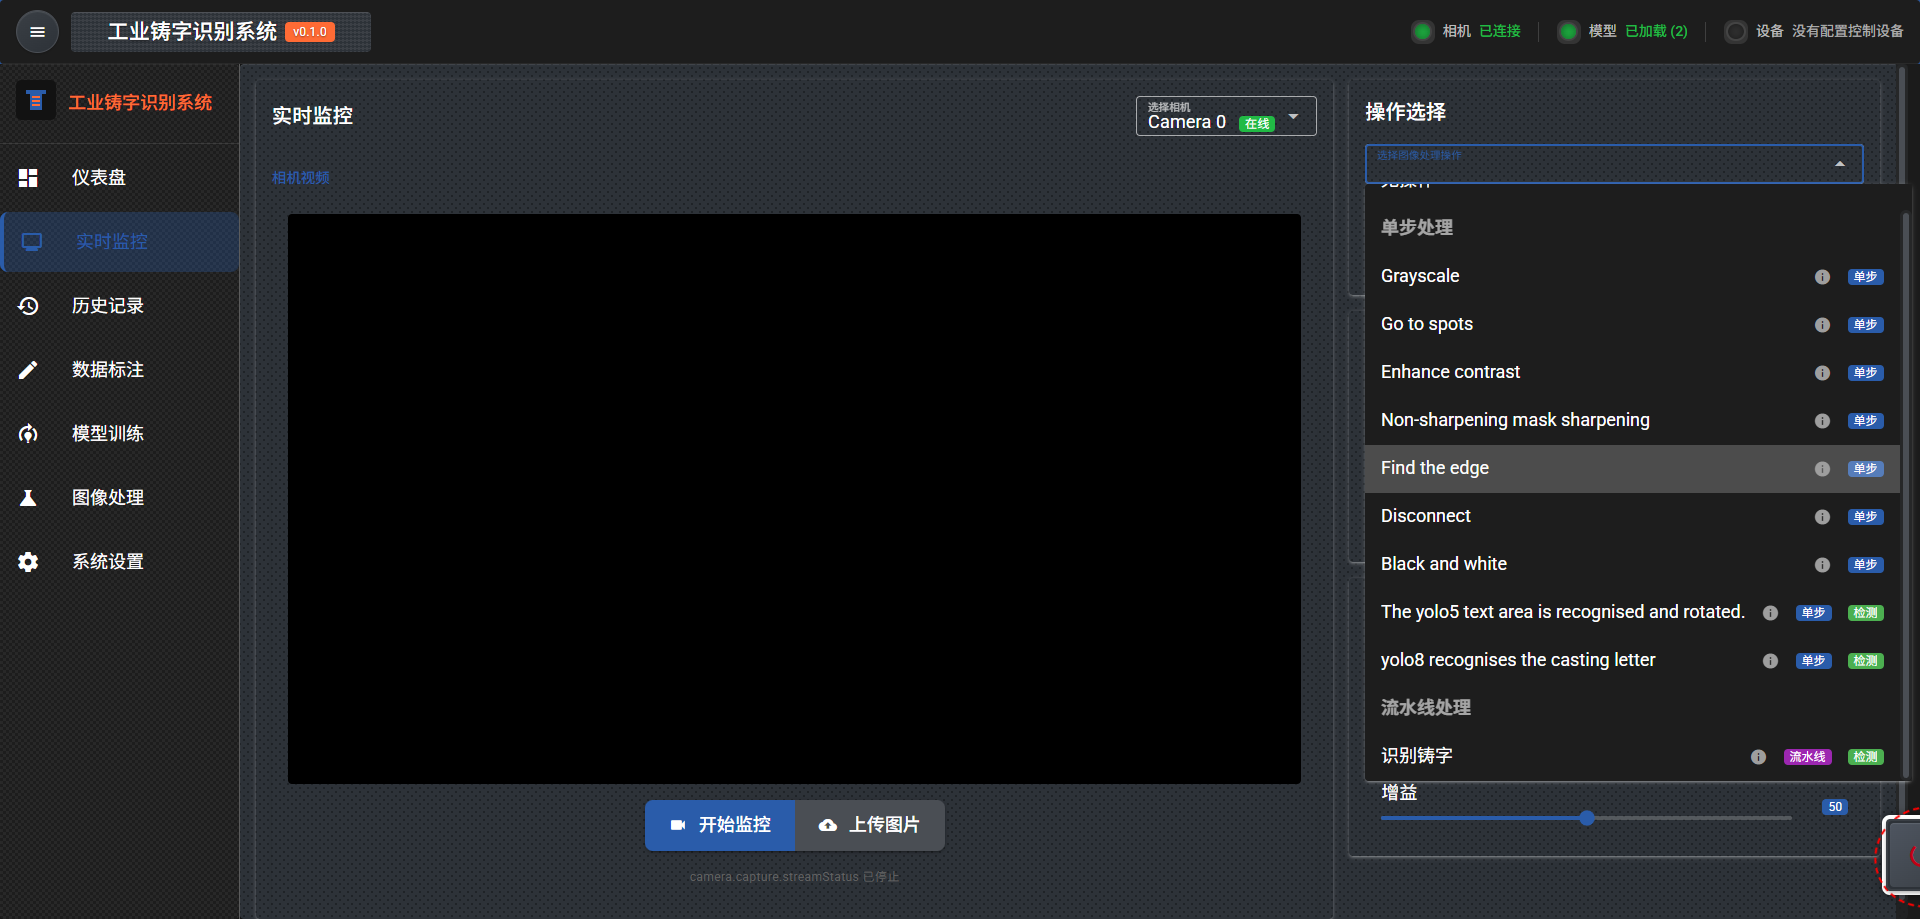 工业铸字识别系统 v0.1.0
相机 已连接
模型 已加载 (2)
设备 没有配置控制设备
工业铸字识别系统
仪表盘
实时监控
历史记录
数据标注
模型训练
图像处理
系统设置
实时监控
选择相机
Camera 0 在线
相机视频
开始监控
上传图片
camera.capture.streamStatus 已停止
操作选择
选择图像处理操作
单步处理
Grayscale 单步
Go to spots 单步
Enhance contrast 单步
Non-sharpening mask sharpening 单步
Find the edge 单步
Disconnect 单步
Black and white 单步
The yolo5 text area is recognised and rotated. 单步 检测
yolo8 recognises the casting letter 单步 检测
流水线处理
识别铸字 流水线 检测
增益
50